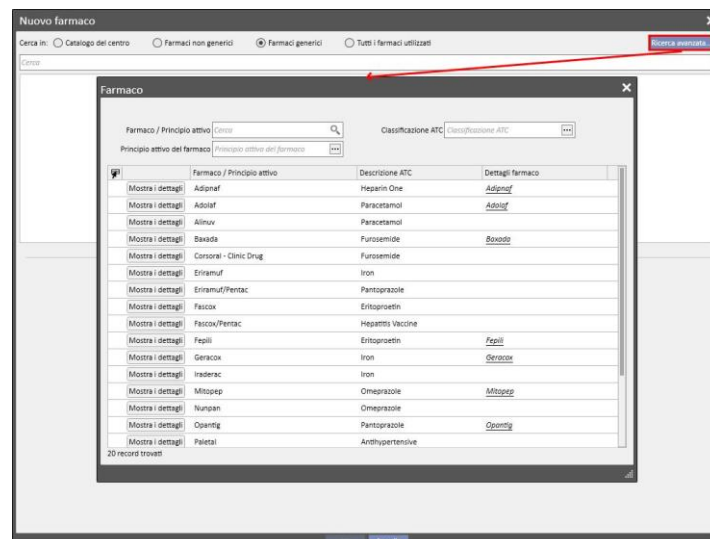 Nuovo farmaco
Cerca in: Catalogo del centro Farmaci non generici Farmaci generici Tutti i farmaci utilizzati Ricerca avanzata...
Cerca
Farmaco
Farmaco / Principio attivo Cerca Classificazione ATC Classificazione ATC
Principio attivo del farmaco Principio attivo del farmaco
Farmaco / Principio attivo Descrizione ATC Dettagli farmaco
Mostra i dettagli Adipnaf Heparin One Adipnaf
Mostra i dettagli Adolaf Paracetamol Adolaf
Mostra i dettagli Alinuv Paracetamol
Mostra i dettagli Baxada Furosemide Baxada
Mostra i dettagli Corsoral - Clinic Drug Furosemide
Mostra i dettagli Eriramuf Iron
Mostra i dettagli Eriramuf/Pentac Pantoprazole
Mostra i dettagli Fascox Eritoproetin
Mostra i dettagli Fascox/Pentac Hepatitis Vaccine
Mostra i dettagli Fepili Eritoproetin Fepili
Mostra i dettagli Geracox Iron Geracox
Mostra i dettagli Iraderac Iron
Mostra i dettagli Mitopep Omeprazole Mitopep
Mostra i dettagli Nunpan Omeprazole
Mostra i dettagli Opantig Pantoprazole Opantig
Mostra i dettagli Paletal Antihypertensive
20 record trovati